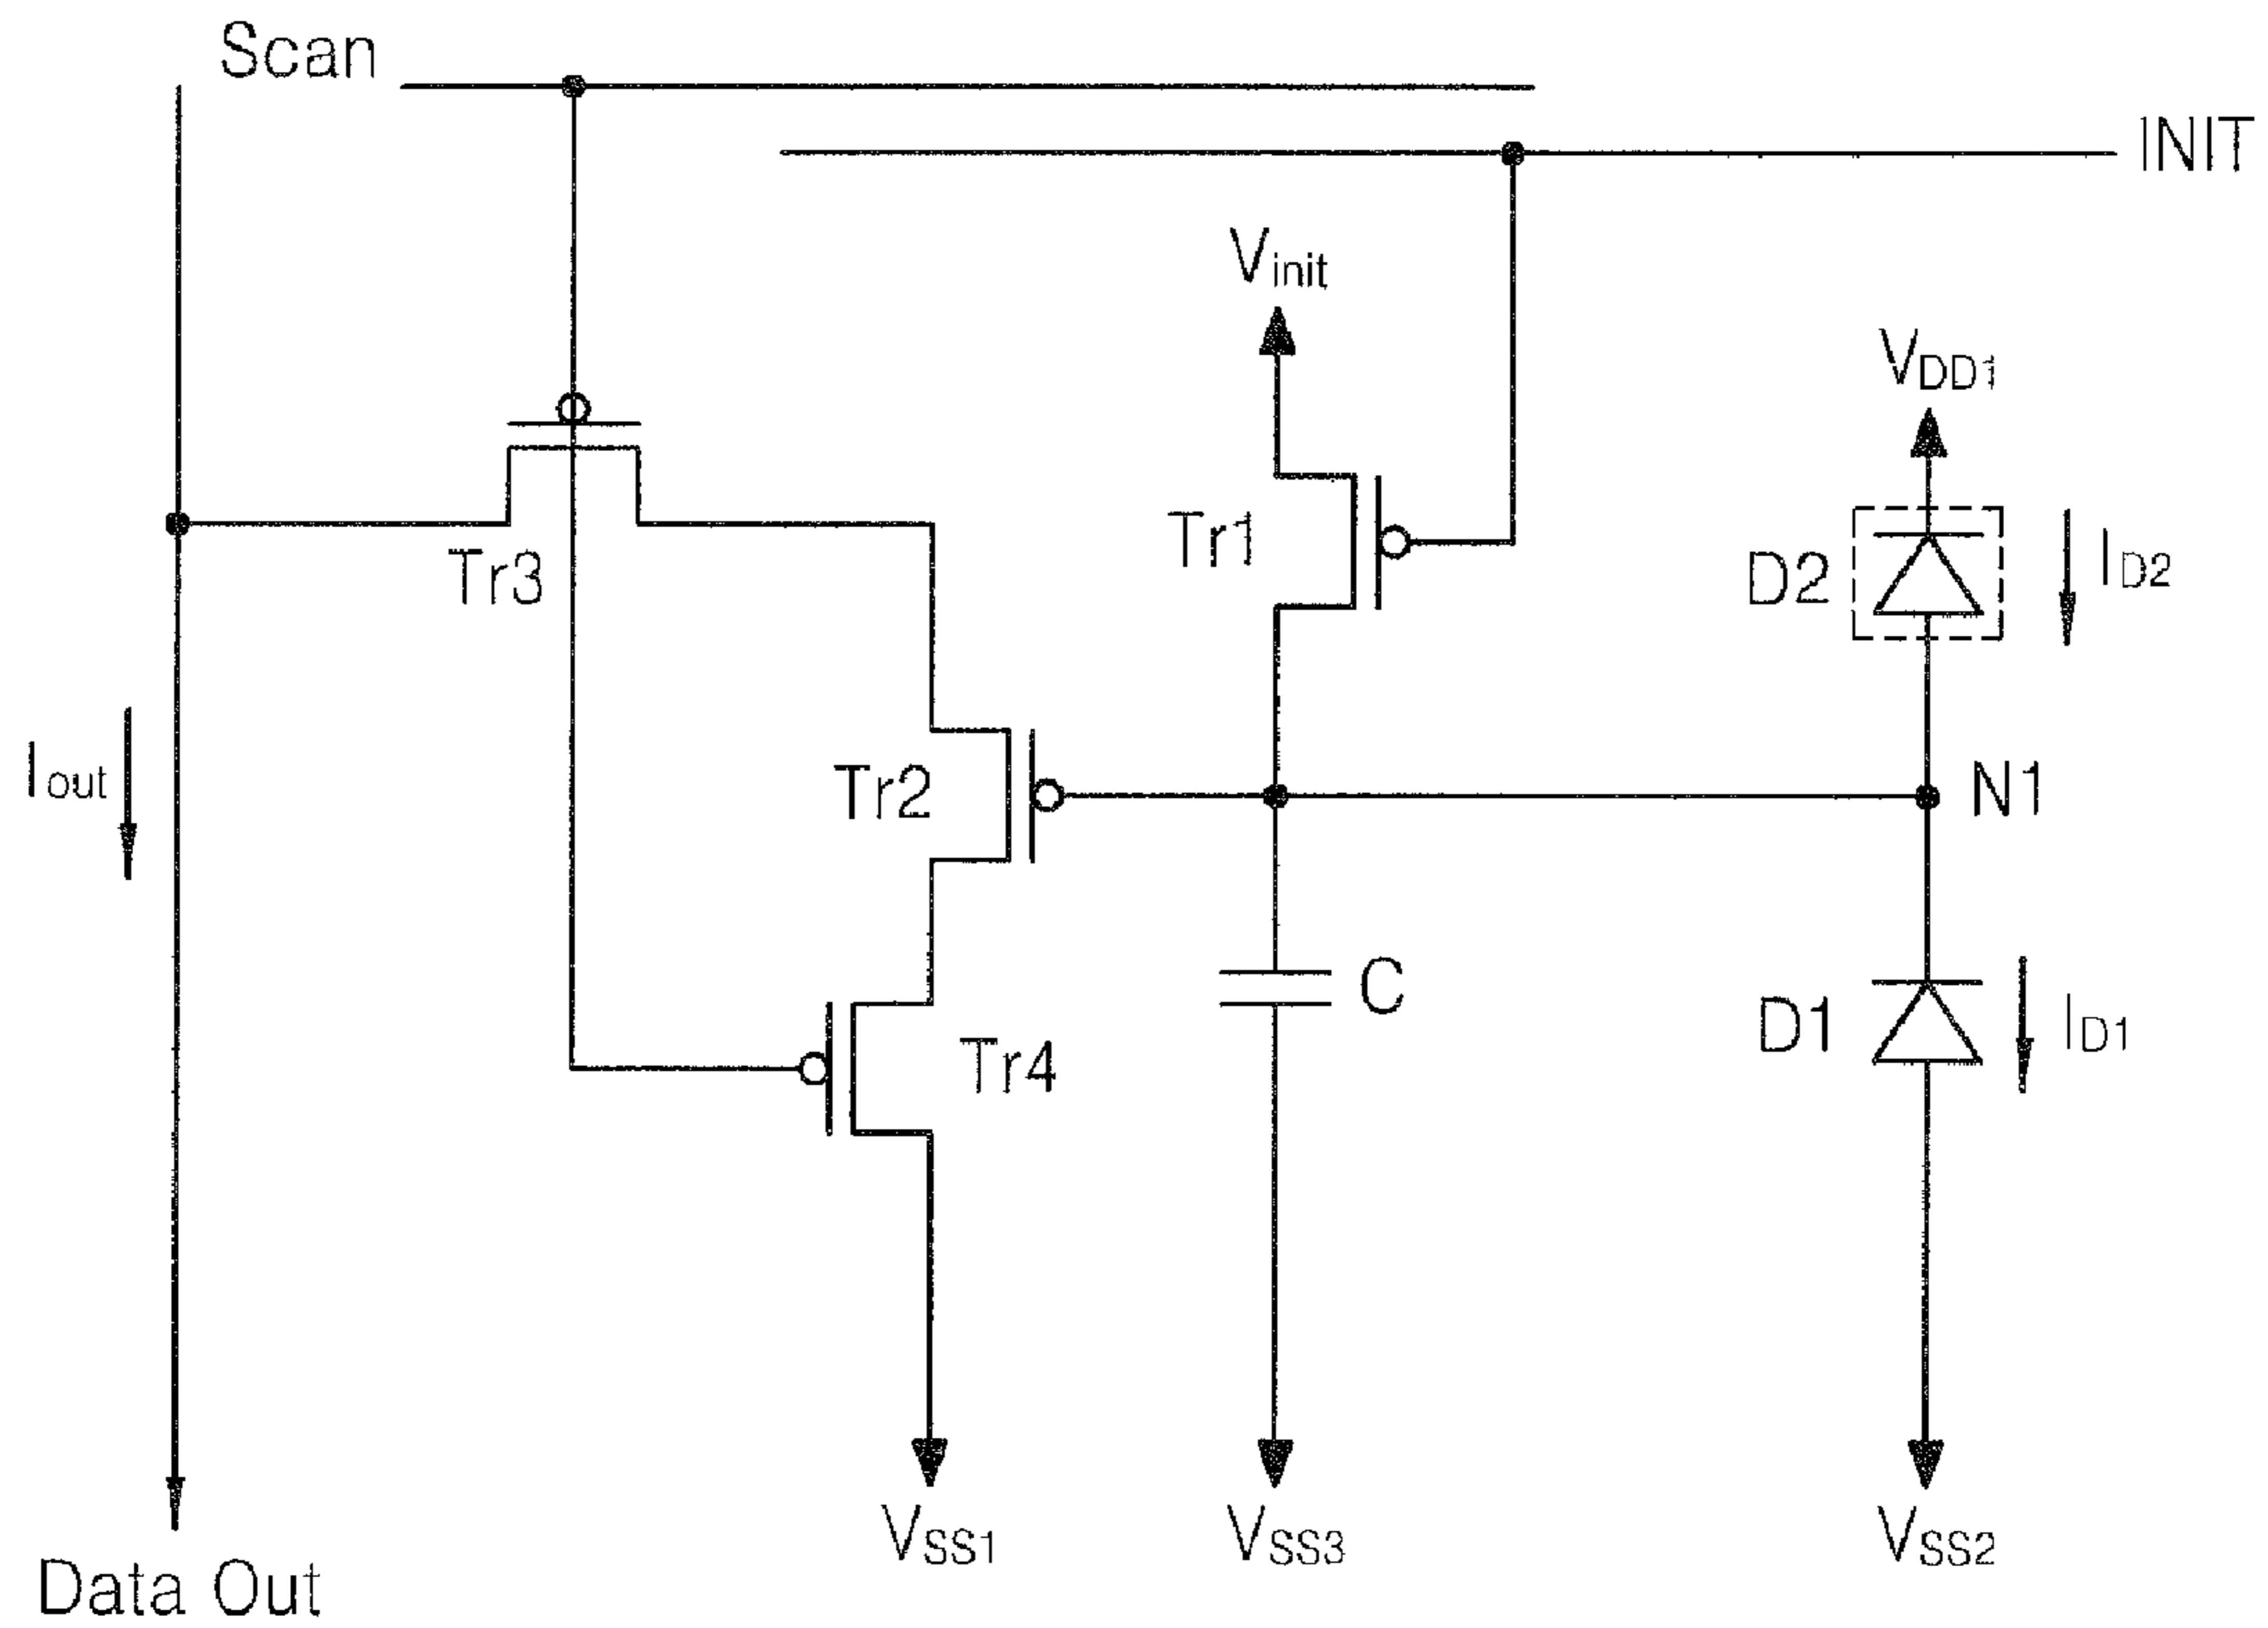 Scan
INIT
Vinit
VDD1
Tr3
Tr1
D2
ID2
Iout
Tr2
N1
C
Tr4
D1
ID1
VSS1
VSS3
VSS2
Data Out